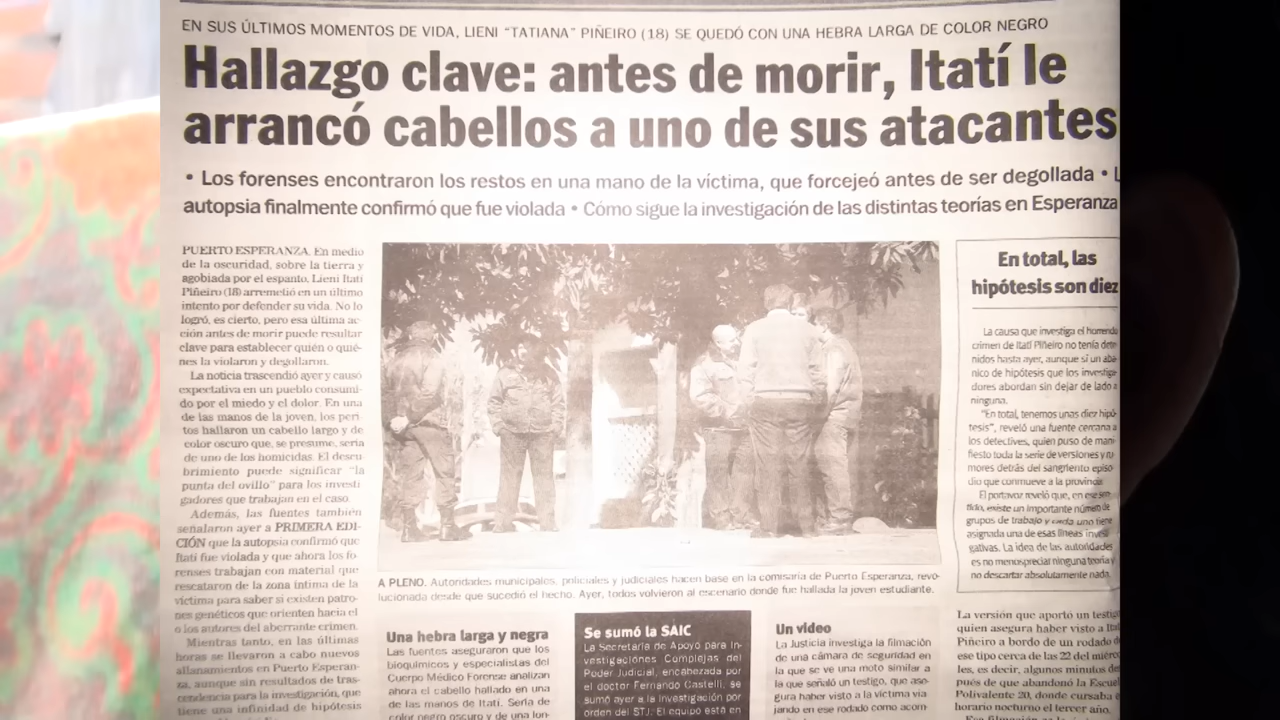 EN SUS ÚLTIMOS MOMENTOS DE VIDA, LIENI "TATIANA" PIÑEIRO (18) SE QUEDÓ CON UNA HEBRA LARGA DE COLOR NEGRO
Hallazgo clave: antes de morir, Itatí le
arrancó cabellos a uno de sus atacantes
• Los forenses encontraron los restos en una mano de la víctima, que forcejeó antes de ser degollada •
autopsia finalmente confirmó que fue violada • Cómo sigue la investigación de las distintas teorías en Esperanza
PUERTO ESPERANZA. En medio
de la oscuridad, sobre la tierra y
agobiada por el espanto, Lieni Itatí
Piñeiro (18) arremetió en un último
intento por defender su vida. No lo
logró, es cierto, pero esa última ac-
ción antes de morir puede resultar
clave para establecer quién o quié-
nes la violaron y degollaron.
La noticia trascendió ayer y causó
expectativa en un pueblo consumi-
do por el miedo y el dolor. En una
de las manos de la joven, los peri-
tos hallaron un cabello largo y de
color oscuro que, se presume, sería
de uno de los homicidas. El descu
brimiento puede significar "la
punta del ovillo" para los investi
gadores que trabajan en el caso.
Además, las fuentes también
señalaron ayer a PRIMERA EDI-
CIÓN que la autopsia confirmó que
Itatí fue violada y que ahora los fo-
renses trabajan con material que
rescataron de la zona íntima de la
víctima para saber si existen patro-
nes genéticos que orienten hacia el
o los autores del aberrante crimen.
Mientras tanto, en las últimas
horas se llevaron a cabo nuevos
allanamientos en Puerto Esperan-
za, aunque sin resultados de tras-
cendencia para la investigación, que
tiene una infinidad de hipótesis
A PLENO. Autoridades municipales, policiales y judiciales hacen base en la comisaría de Puerto Esperanza, revo-
lucionada desde que sucedió el hecho. Ayer, todos volvieron al escenario donde fue hallada la joven estudiante.
Una hebra larga y negra
Las fuentes aseguraron que los
bioquímicos y especialistas del
Cuerpo Médico Forense analizan
ahora el cabello hallado en una
de las manos de Itatí. Sería de
color negro oscuro y de una lon-
Se sumó la SAIC
La Secretaría de Apoyo para In-
vestigaciones Complejas del
Poder Judicial, encabezada por
el doctor Fernando Castelli, se
sumó ayer a la investigación por
orden del STJ. El equipo está en
Un video
La Justicia investiga la filmación
de una cámara de seguridad en
la que se ve una moto similar a
la que señaló un testigo, que ase-
gura haber visto a la víctima via-
jando en ese rodado como acom-
En total, las
hipótesis son diez
La causa que investiga el horrendo
crimen de Itatí Piñeiro no tenía dete-
nidos hasta ayer, aunque sí un aba-
nico de hipótesis que los investiga-
dores abordan sin dejar de lado a
ninguna.
"En total, tenemos unas diez hipó-
tesis", reveló una fuente cercana a
los detectives, quien puso de mani-
fiesto toda la serie de versiones y ru-
mores detrás del sangriento episo-
dio que conmueve a la provincia.
El portavoz reveló que, en ese sen-
tido, existe un importante número de
grupos de trabajo y cada uno tiene
asignada una de esas líneas investi-
gativas. La idea de las autoridades
es no menospreciar ninguna teoría y
no descartar absolutamente nada.
La versión que aportó un testigo
quien asegura haber visto a Itatí
Piñeiro a bordo de un rodado de
ese tipo cerca de las 22 del miérco-
les, es decir, algunos minutos des-
pués de que abandonó la Escuela
Polivalente 20, donde cursaba en
horario nocturno el tercer año.